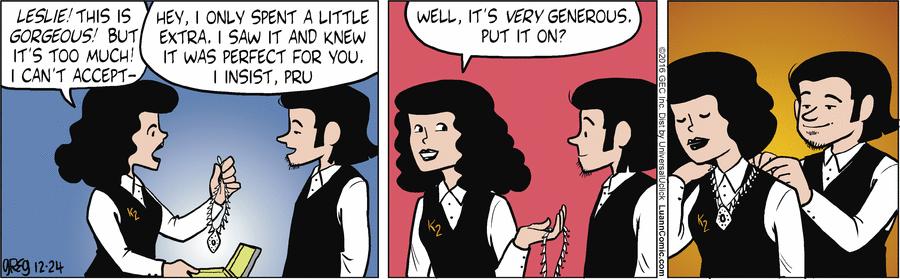 LESLIE! THIS IS
GORGEOUS! BUT
IT'S TOO MUCH!
I CAN'T ACCEPT-
HEY, I ONLY SPENT A LITTLE
EXTRA. I SAW IT AND KNEW
IT WAS PERFECT FOR YOU.
I INSIST, PRU
K2
GREG 12-24
WELL, IT'S VERY GENEROUS.
PUT IT ON?
K2
©2016 GEC Inc. Dist by UniversalUclick LuannComic.com
K2